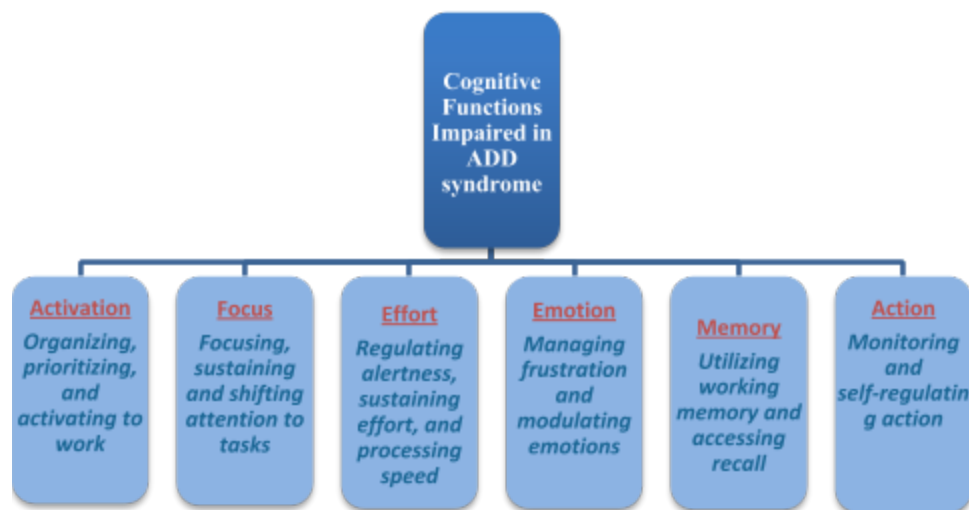 Cognitive
Functions
Impaired in
ADD
syndrome
Activation
Organizing,
prioritizing,
and
activating to
work
Focus
Focusing,
sustaining
and shifting
attention to
tasks
Effort
Regulating
alertness,
sustaining
effort, and
processing
speed
Emotion
Managing
frustration
and
modulating
emotions
Memory
Utilizing
working
memory and
accessing
recall
Action
Monitoring
and
self-regulatin
g action